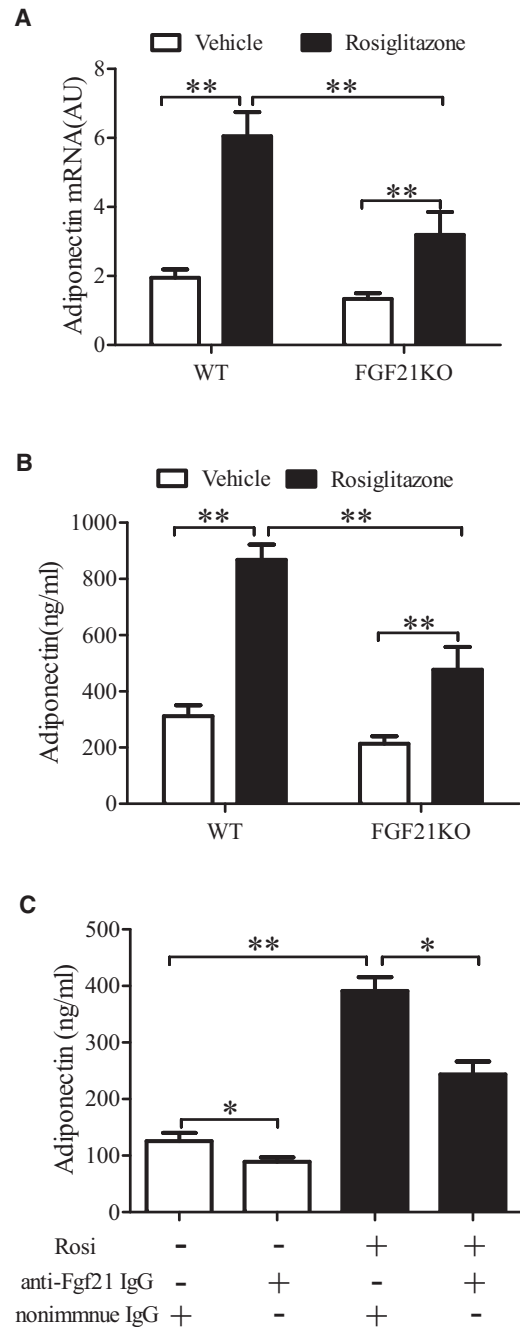 A
Vehicle Rosiglitazone
Adiponectin mRNA(AU)
8
6
4
2
0
** **
**
WT FGF21KO
B
Vehicle Rosiglitazone
Adiponectin(ng/ml)
1000
800
600
400
200
0
** **
**
WT FGF21KO
C
Adiponectin (ng/ml)
500
400
300
200
100
0
** *
*
Rosi - - + +
anti-Fgf21 IgG - + - +
nonimmnue IgG + - + -